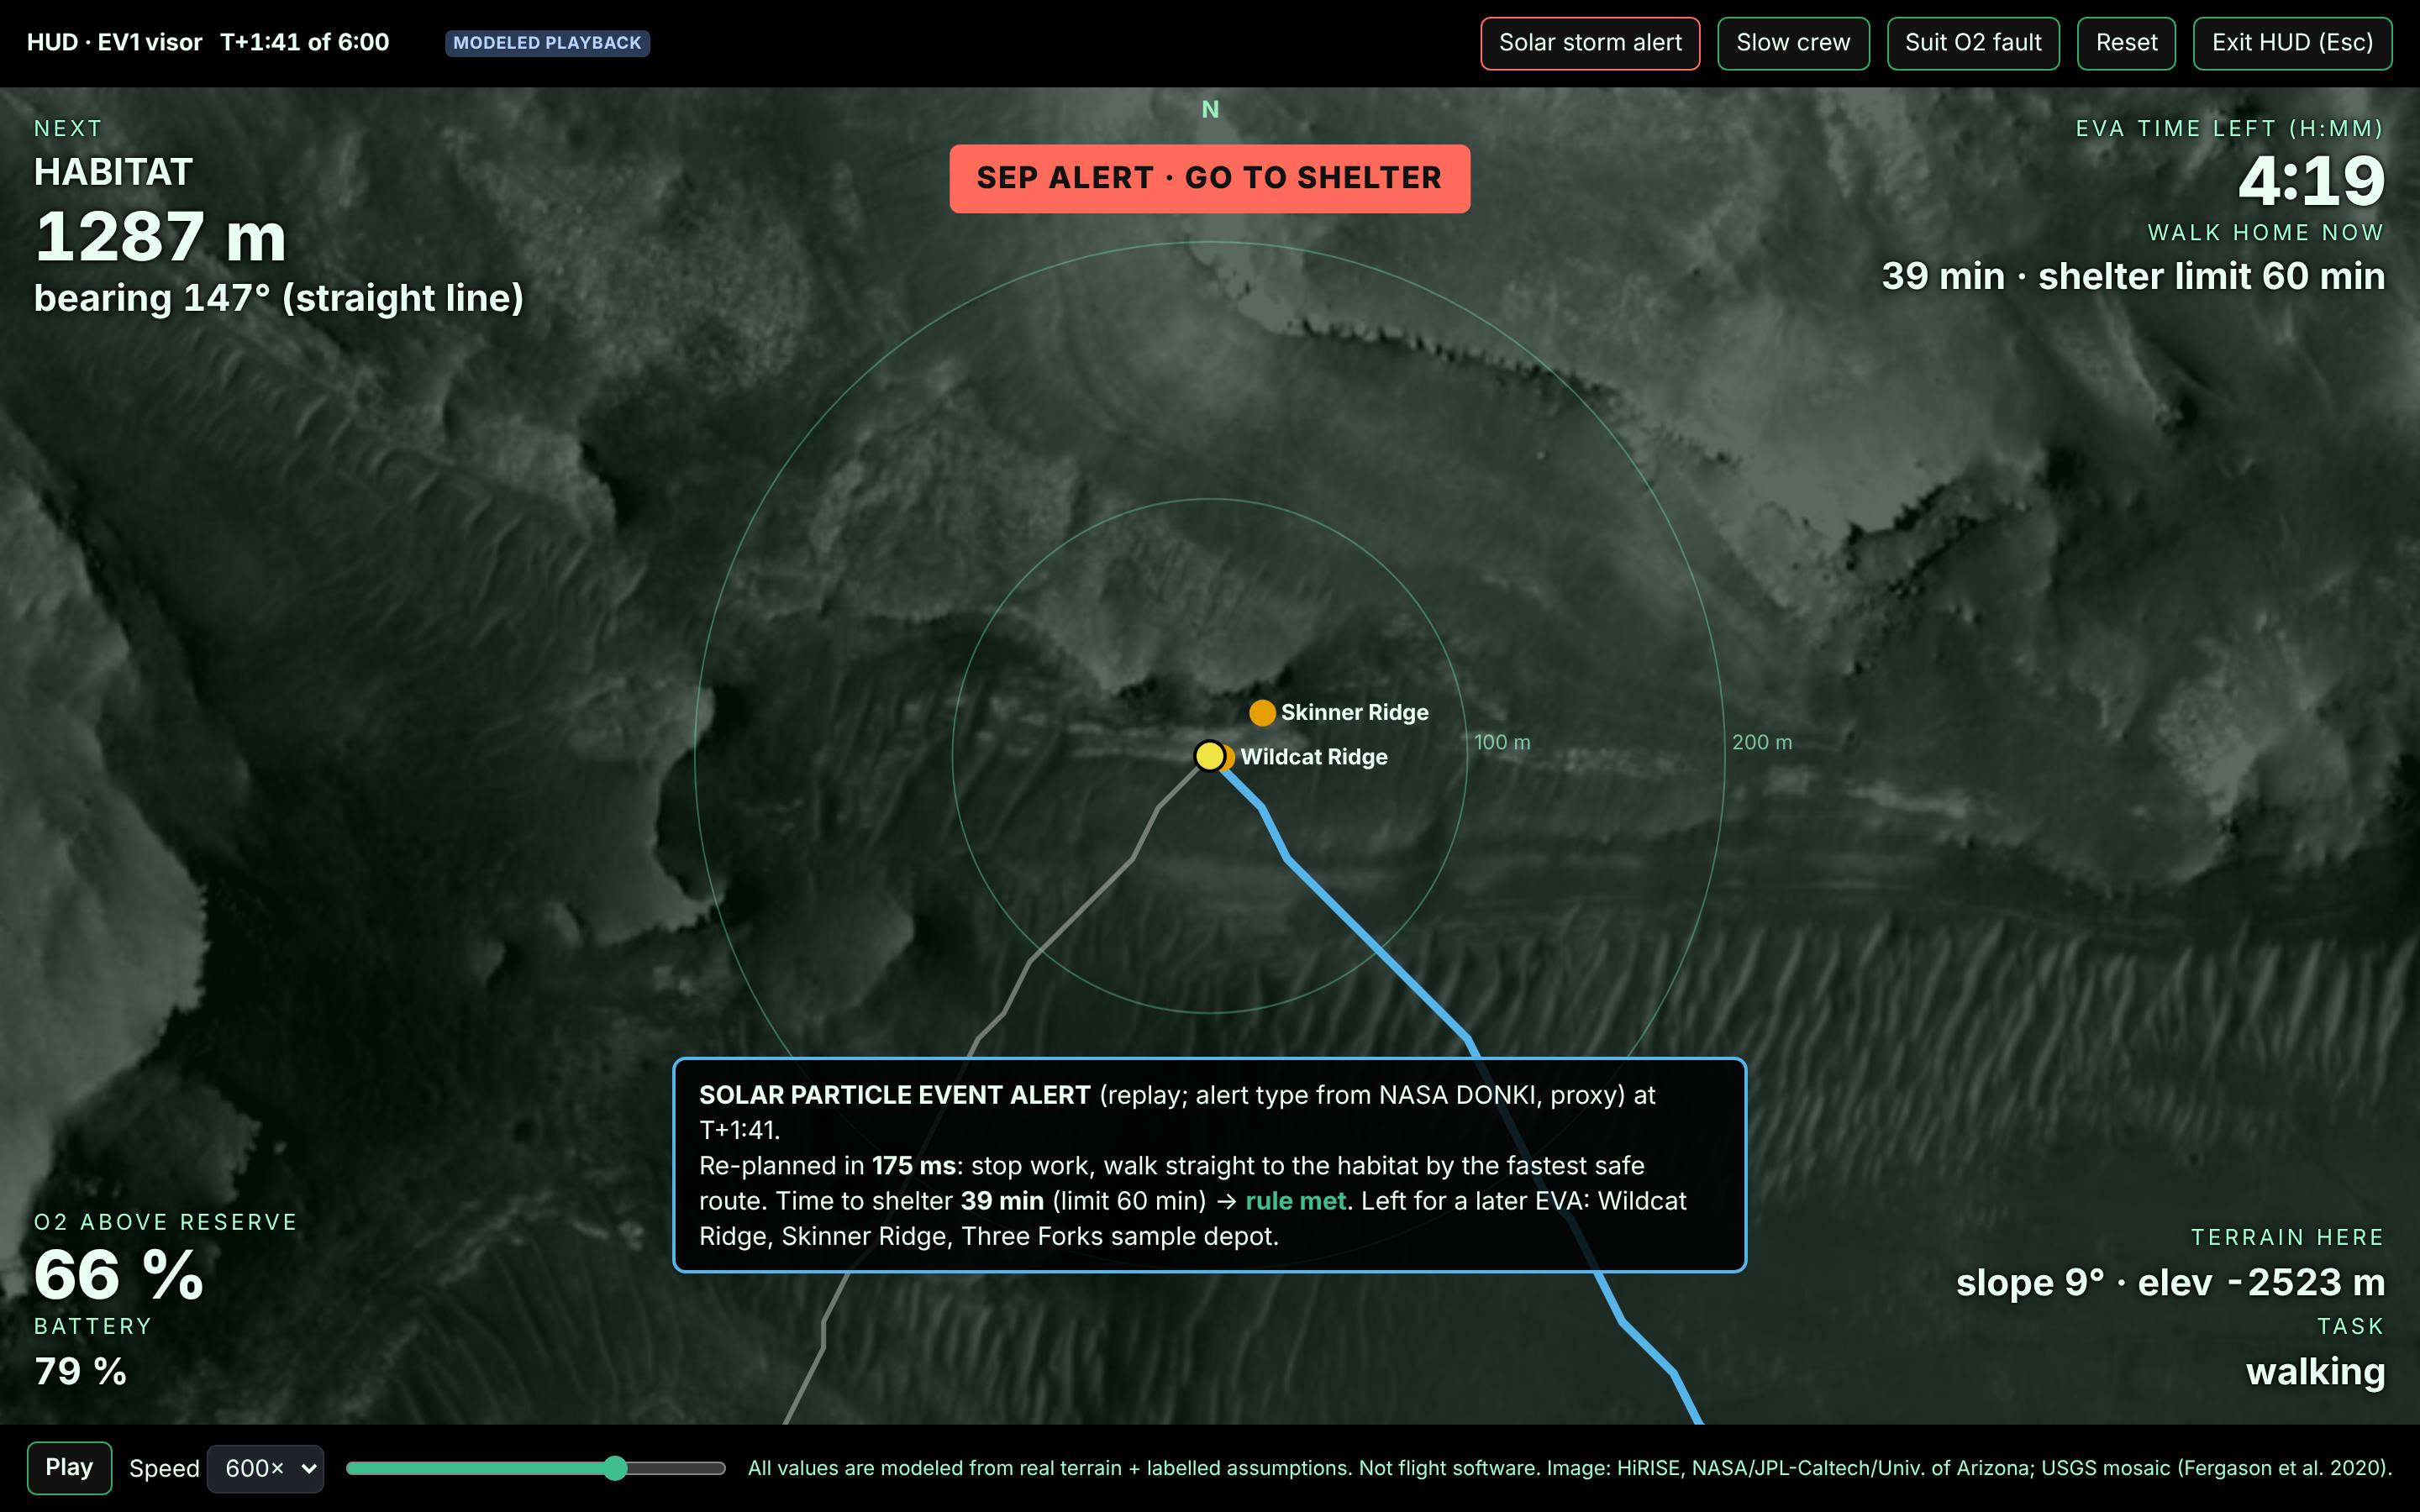 HUD · EV1 visor T+1:41 of 6:00 MODELED PLAYBACK Solar storm alert Slow crew Suit O2 fault Reset Exit HUD (Esc)
N
NEXT
HABITAT
1287 m
bearing 147° (straight line)
SEP ALERT · GO TO SHELTER
EVA TIME LEFT (H:MM)
4:19
WALK HOME NOW
39 min · shelter limit 60 min
Skinner Ridge
Wildcat Ridge
100 m
200 m
SOLAR PARTICLE EVENT ALERT (replay; alert type from NASA DONKI, proxy) at
T+1:41.
Re-planned in 175 ms: stop work, walk straight to the habitat by the fastest safe
route. Time to shelter 39 min (limit 60 min) → rule met. Left for a later EVA: Wildcat
Ridge, Skinner Ridge, Three Forks sample depot.
O2 ABOVE RESERVE
66 %
BATTERY
79 %
TERRAIN HERE
slope 9° · elev -2523 m
TASK
walking
Play Speed 600× All values are modeled from real terrain + labelled assumptions. Not flight software. Image: HiRISE, NASA/JPL-Caltech/Univ. of Arizona; USGS mosaic (Fergason et al. 2020).